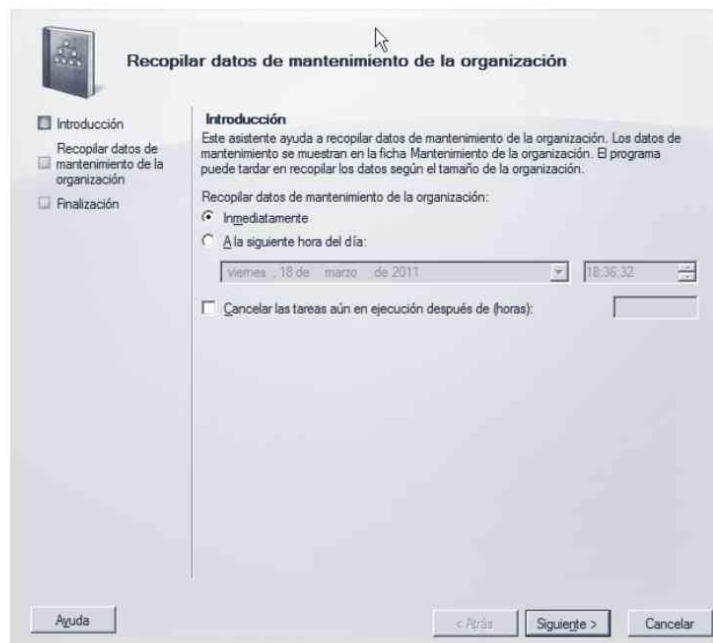 Recopilar datos de mantenimiento de la organización
Introducción
Recopilar datos de
mantenimiento de la
organización
Finalización
Introducción
Este asistente ayuda a recopilar datos de mantenimiento de la organización. Los datos de
mantenimiento se muestran en la ficha Mantenimiento de la organización. El programa
puede tardar en recopilar los datos según el tamaño de la organización.
Recopilar datos de mantenimiento de la organización:
Inmediatamente
A la siguiente hora del día:
viernes , 18 de marzo de 2011
18:36:32
Cancelar las tareas aún en ejecución después de (horas):
Ayuda
< Atrás
Siguiente >
Cancelar